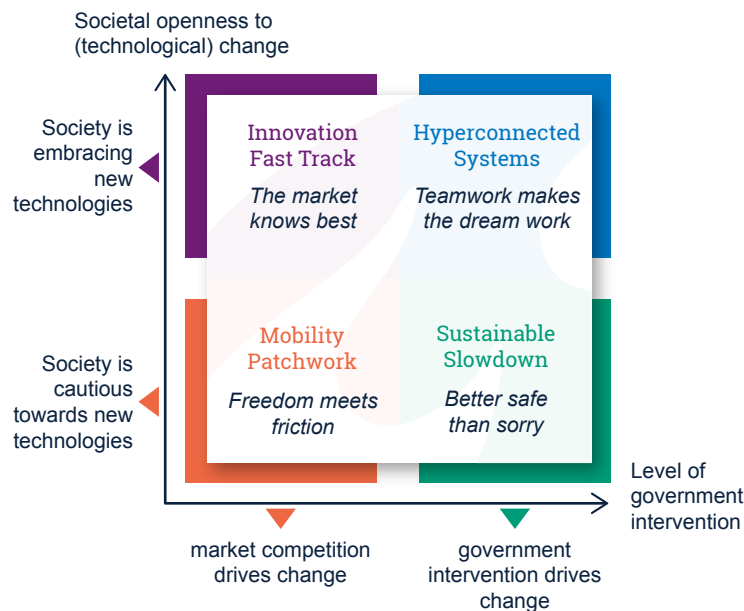 Societal openness to
(technological) change
Society is
embracing
new
technologies
Innovation
Fast Track
The market
knows best
Hyperconnected
Systems
Teamwork makes
the dream work
Society is
cautious
towards new
technologies
Mobility
Patchwork
Freedom meets
friction
Sustainable
Slowdown
Better safe
than sorry
Level of
government
intervention
market competition
drives change
government
intervention drives
change